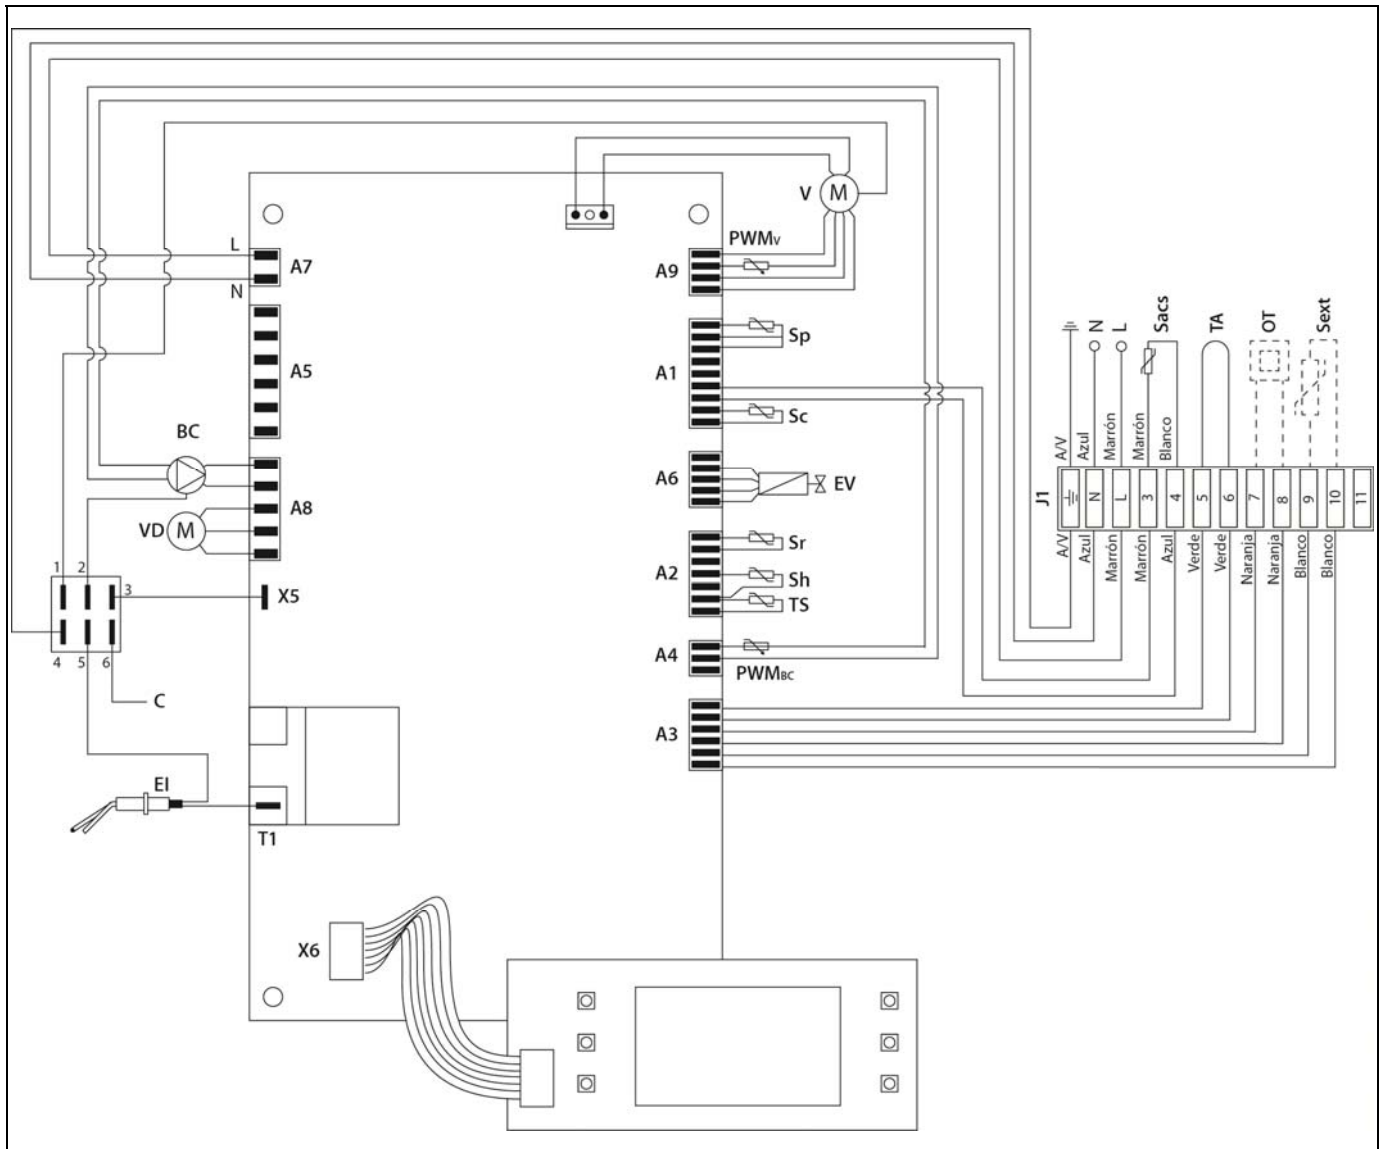 V
M
L
A7
N
PWMv
A9
A5
Sp
A1
Sc
BC
A8
VD
M
A6
EV
Sr
A2
Sh
TS
1
2
3
4
5
6
X5
C
A4
PWMBC
A3
EI
T1
X6
N
L
Sacs
TA
OT
Sext
A/V
Azul
Marrón
Marrón
Blanco
J1
N
L
3
4
5
6
7
8
9
10
11
A/V
Azul
Marrón
Marrón
Azul
Verde
Verde
Naranja
Naranja
Blanco
Blanco